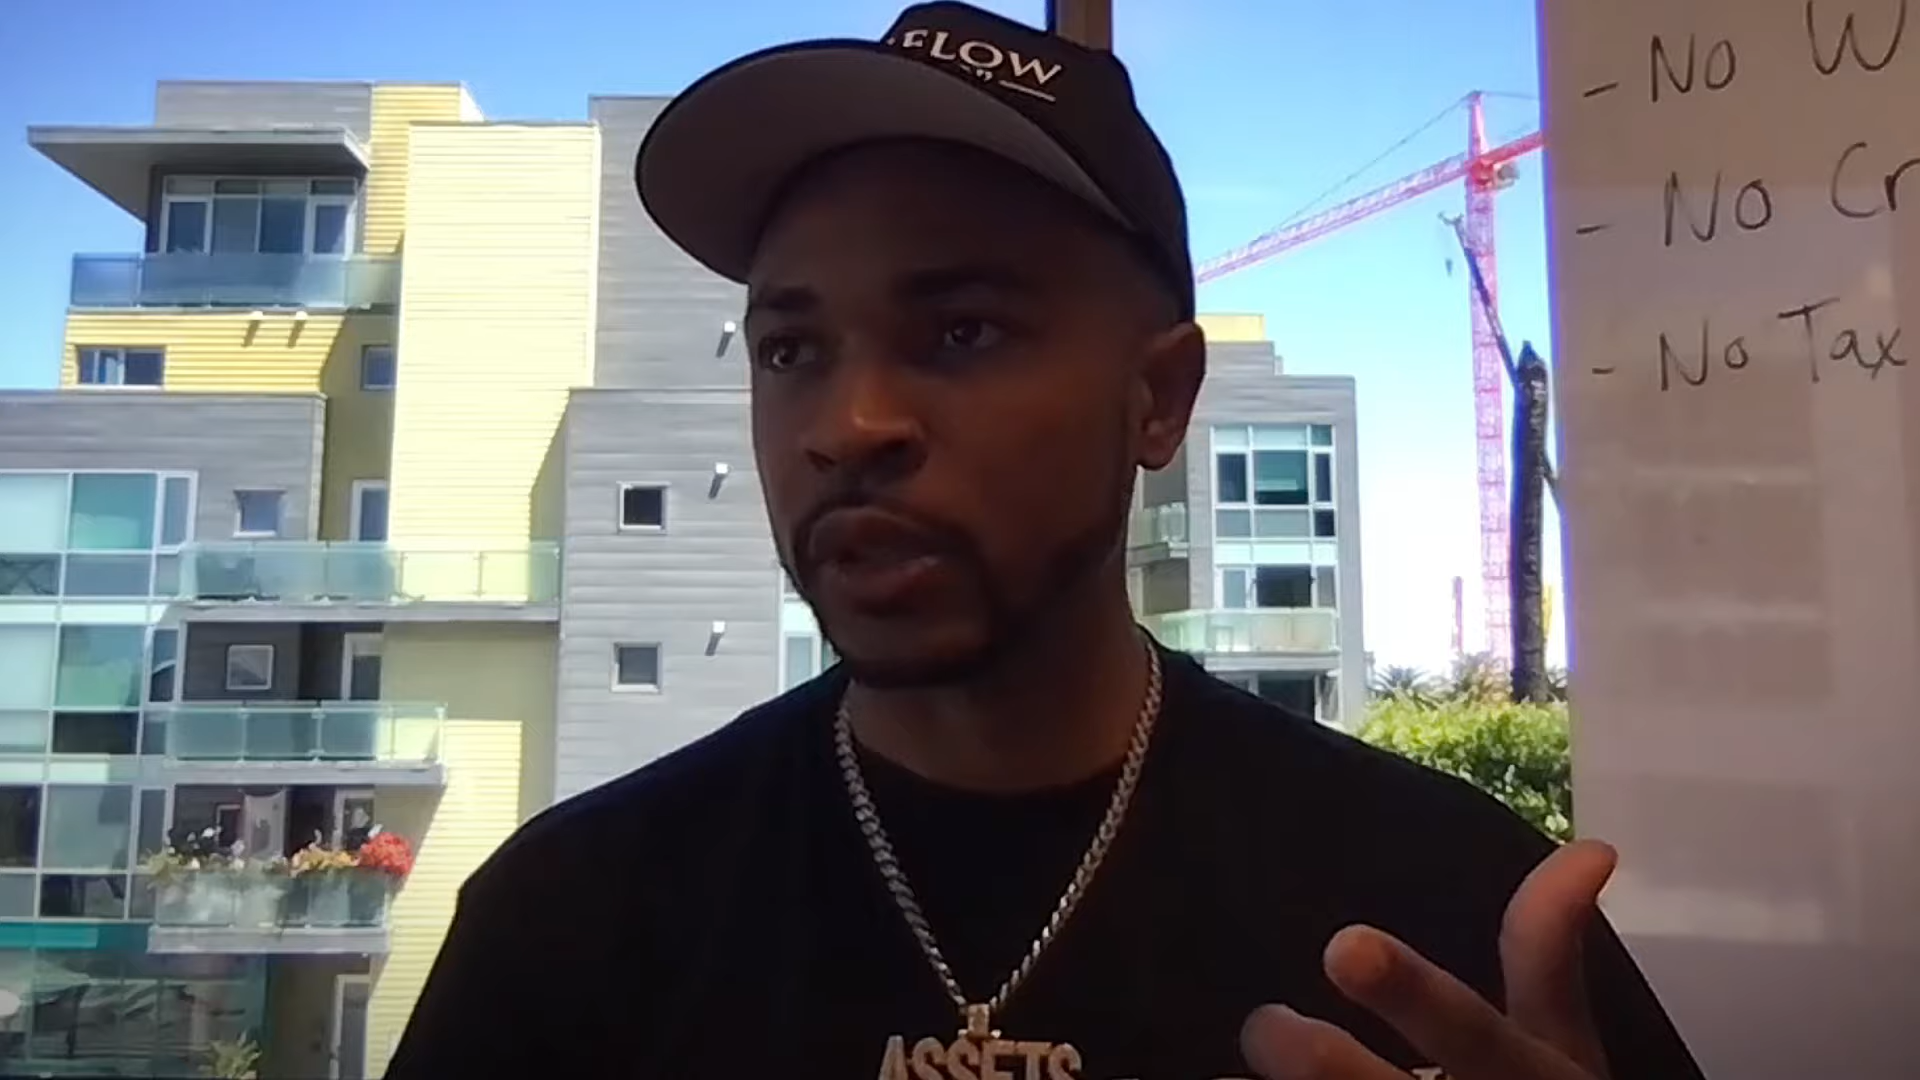 FLOW
- No W
- No Cr
- No Tax
ASSETS